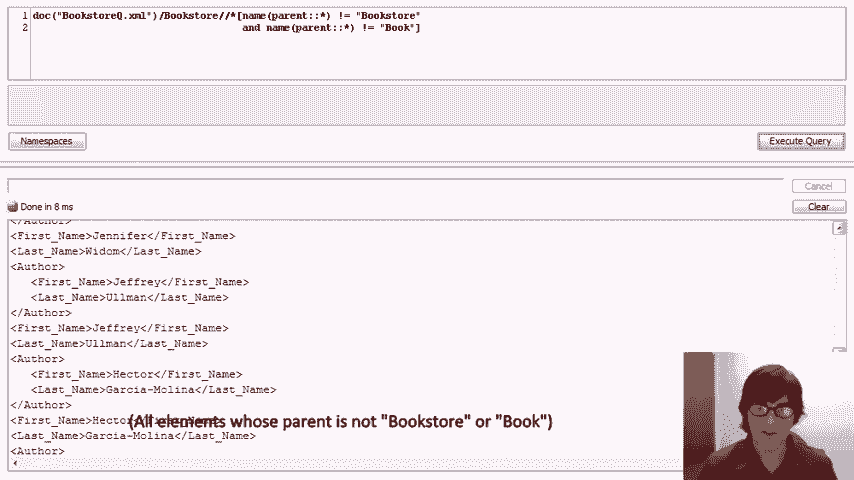 1 doc("BookstoreQ.xml")/Bookstore//*[name(parent::*) != "Bookstore"
2 and name(parent::*) != "Book"]
Namespaces
Execute Query
Cancel
Done in 8 ms
Clear
</Author>
<First_Name>Jennifer</First_Name>
<Last_Name>Widom</Last_Name>
<Author>
<First_Name>Jeffrey</First_Name>
<Last_Name>Ullman</Last_Name>
</Author>
<First_Name>Jeffrey</First_Name>
<Last_Name>Ullman</Last_Name>
<Author>
<First_Name>Hector</First_Name>
<Last_Name>Garcia-Molina</Last_Name>
</Author>
<First_Name>Hector</First_Name>
(All elements whose parent is not "Bookstore" or "Book")
<Last_Name>Garcia-Molina</Last_Name>
<Author>